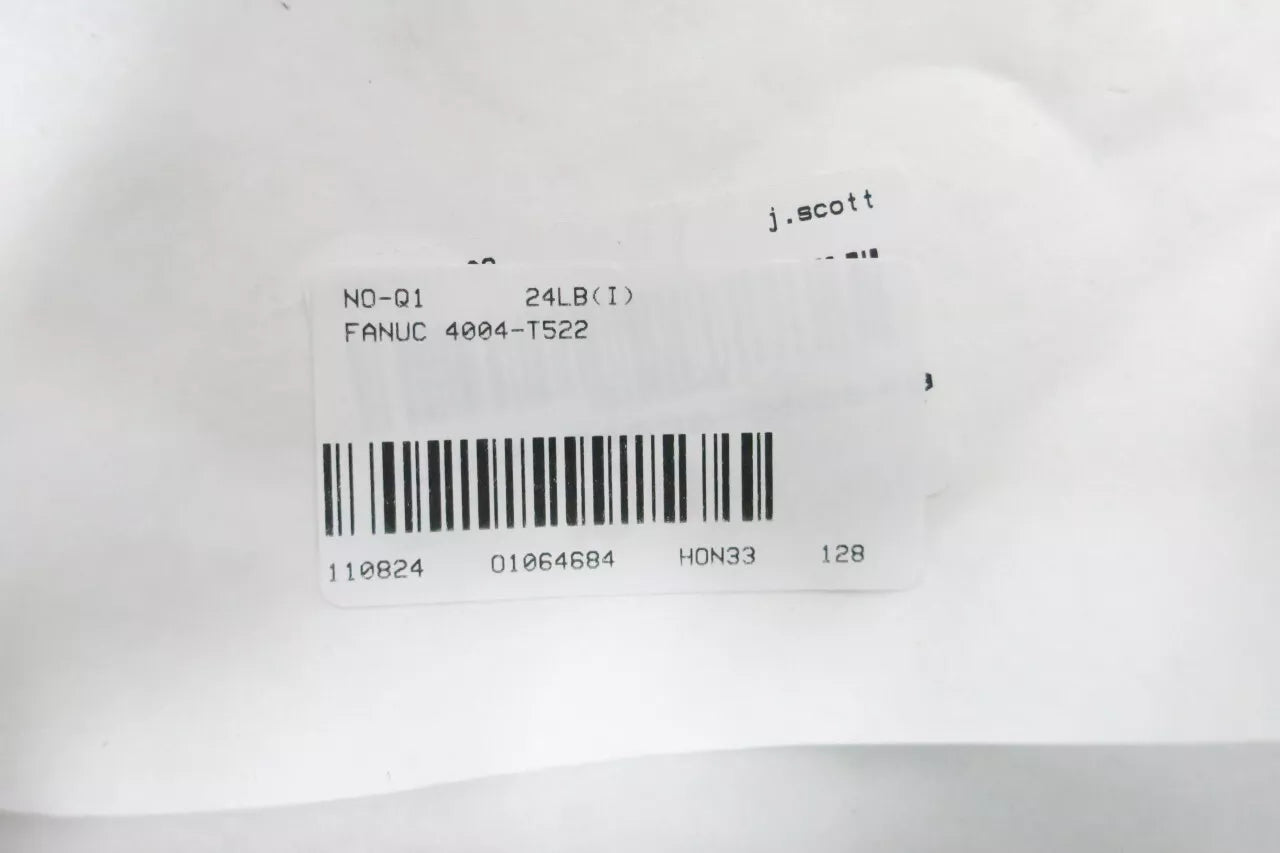 j.scott
NO-Q1 24LB(I)
FANUC 4004-T522
110824 01064684 HON33 128